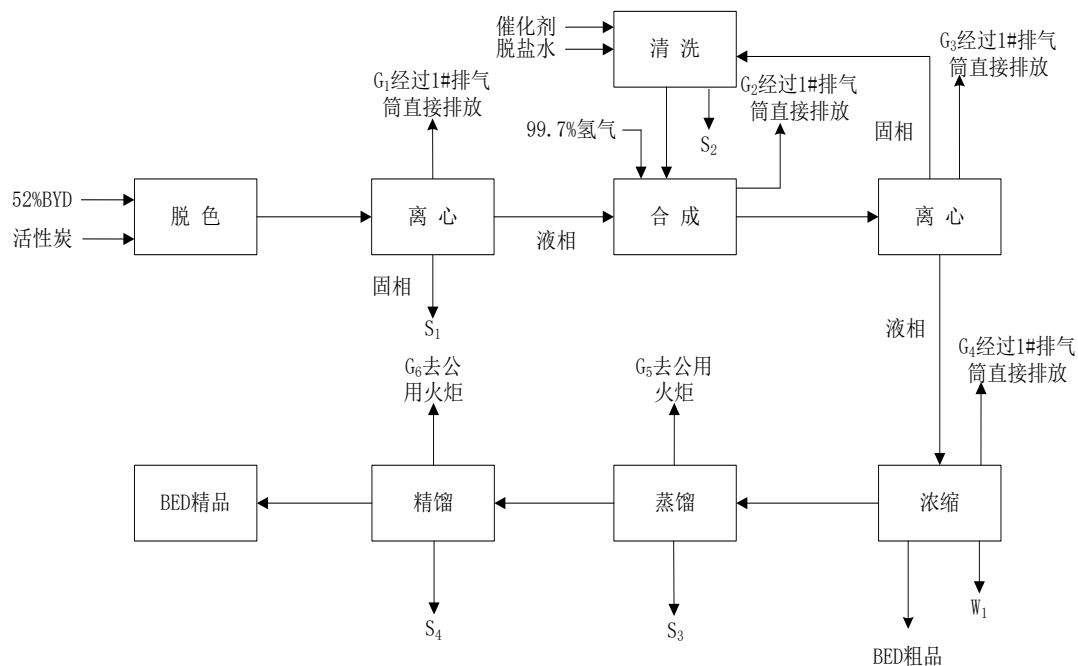 催化剂
脱盐水
清 洗
G₁经过1#排气
筒直接排放
G₂经过1#排气
筒直接排放
G₃经过1#排气
筒直接排放
99.7%氢气
S₂
固相
52%BYD
活性炭
脱 色
离 心
液相
合 成
离 心
固相
S₁
液相
G₆去公
用火炬
G₅去公用
火炬
G₄经过1#排气
筒直接排放
BED精品
精馏
蒸馏
浓缩
S₄
S₃
W₁
BED粗品